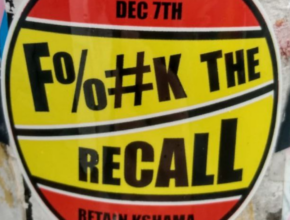 DEC 7TH
F%#K THE
RECALL
RETAIN KSHAMA